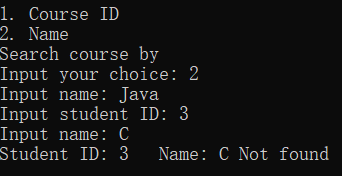 1. Course ID
2. Name
Search course by
Input your choice: 2
Input name: Java
Input student ID: 3
Input name: C
Student ID: 3   Name: C Not found